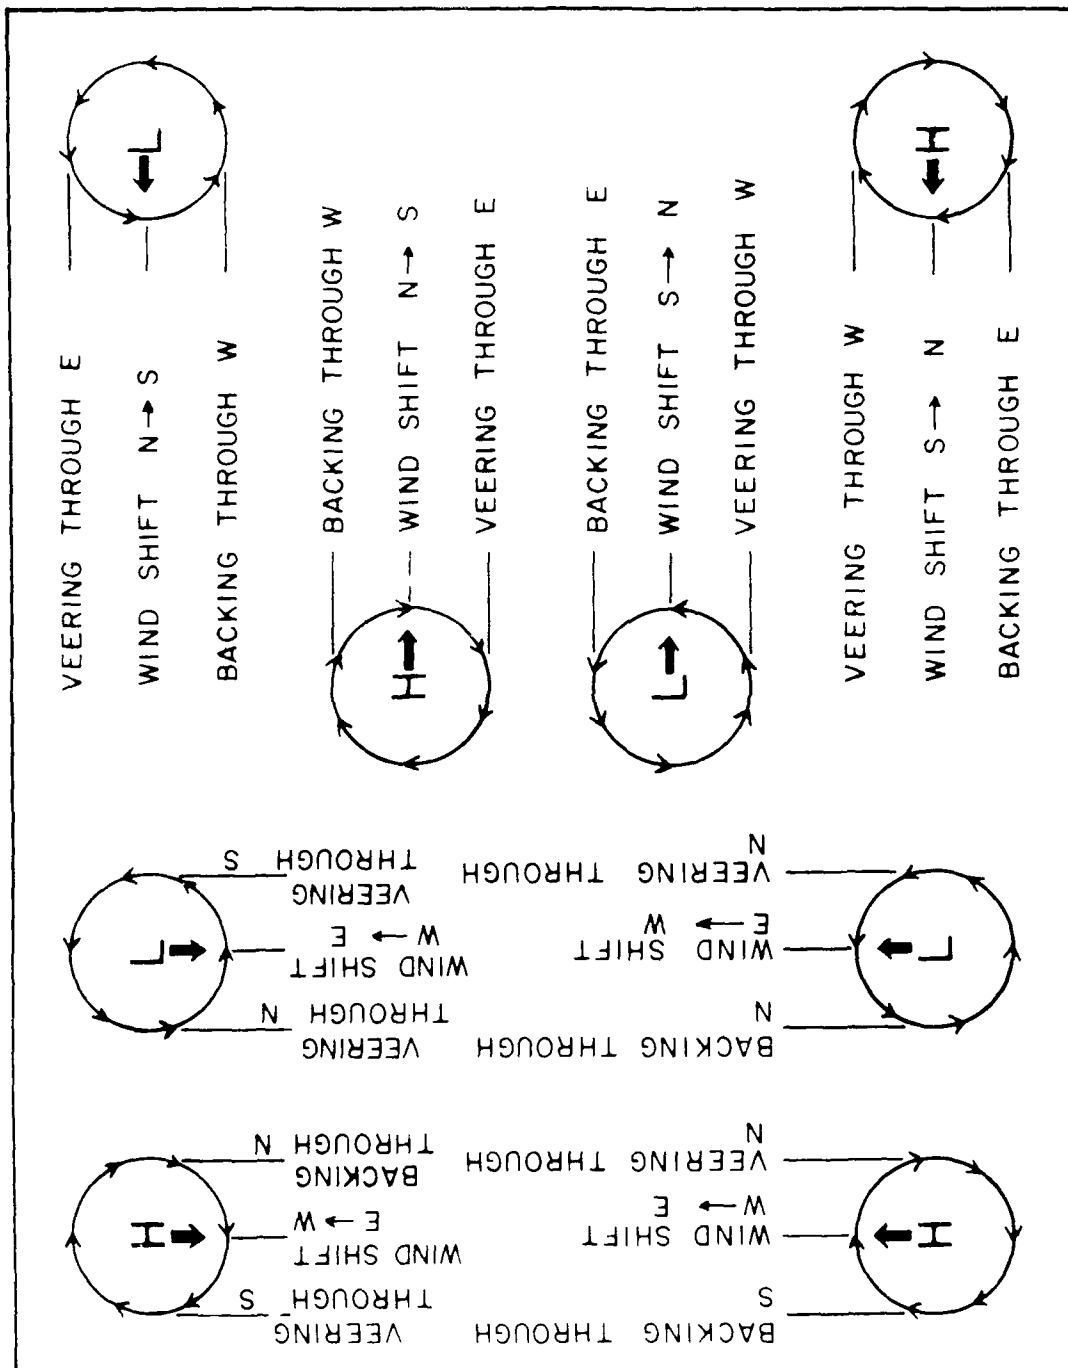 VEERING THROUGH E
WIND SHIFT N→S
BACKING THROUGH W
L
BACKING THROUGH W
WIND SHIFT N→S
VEERING THROUGH E
H
BACKING THROUGH E
WIND SHIFT S→N
VEERING THROUGH W
L
VEERING THROUGH W
WIND SHIFT S→N
BACKING THROUGH E
H
L
VEERING
THROUGH N
WIND SHIFT
W→E
VEERING
THROUGH S
BACKING THROUGH
N
WIND SHIFT
E→W
VEERING THROUGH
N
L
H
VEERING
THROUGH S
WIND SHIFT
E→W
BACKING
THROUGH N
BACKING THROUGH
S
WIND SHIFT
W→E
VEERING THROUGH
N
H